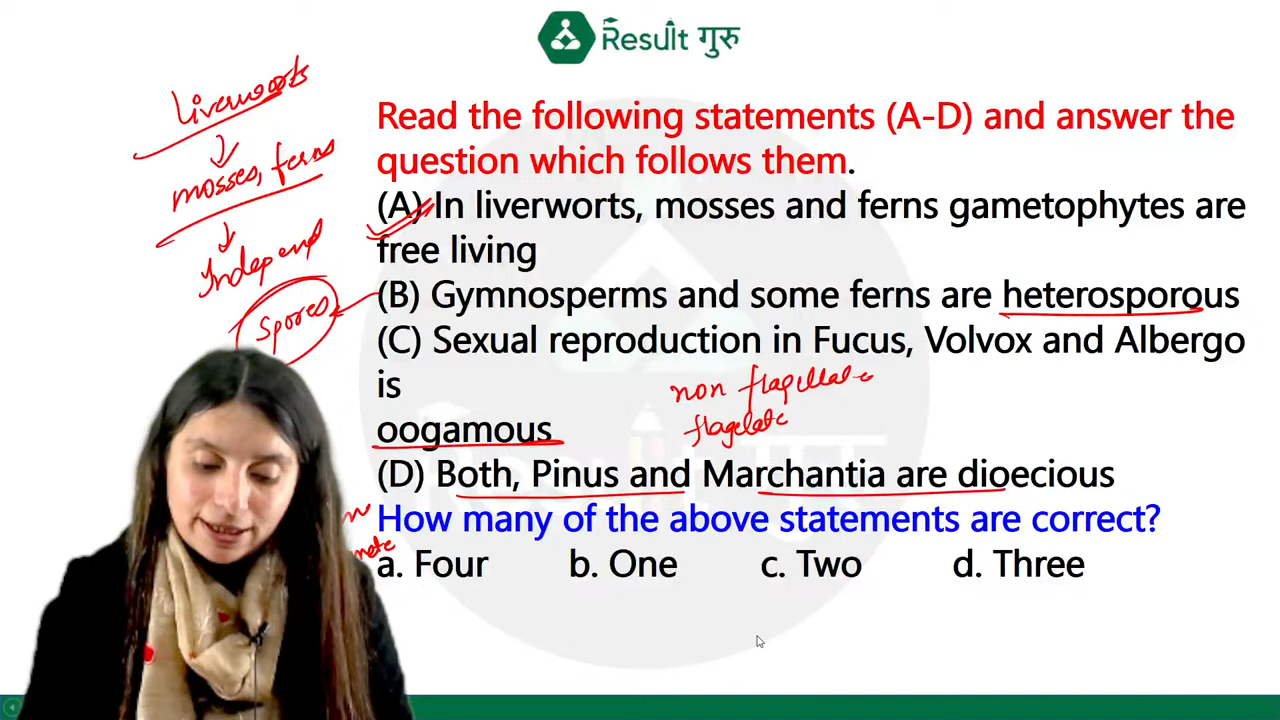 Result गुरु
Read the following statements (A-D) and answer the
question which follows them.
(A) In liverworts, mosses and ferns gametophytes are
free living
(B) Gymnosperms and some ferns are heterosporous
(C) Sexual reproduction in Fucus, Volvox and Albergo
is
oogamous
(D) Both, Pinus and Marchantia are dioecious
How many of the above statements are correct?
a. Four b. One c. Two d. Three
liverworts
mosses, ferns
Independ
spores
non flagellate
flagelate